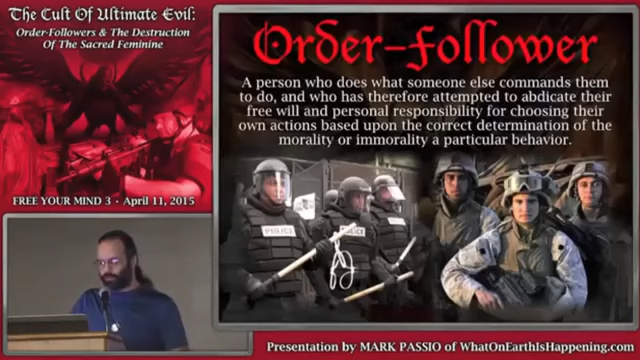 The Cult Of Ultimate Evil:
Order-Followers & The Destruction
Of The Sacred Feminine
FREE YOUR MIND 3 • April 11, 2015
Order-Follower
A person who does what someone else commands them
to do, and who has therefore attempted to abdicate their
free will and personal responsibility for choosing their
own actions based upon the correct determination of the
morality or immorality a particular behavior.
POLICE
POLICE
Presentation by MARK PASSIO of WhatOnEarthIsHappening.com